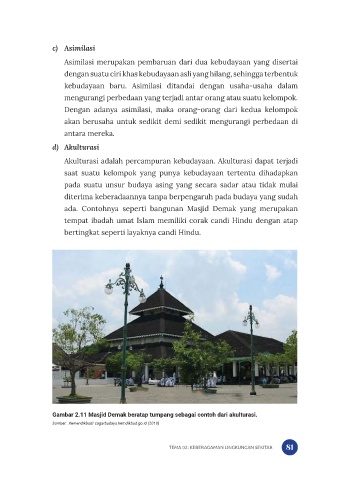 c) Asimilasi
Asimilasi merupakan pembaruan dari dua kebudayaan yang disertai
dengan suatu ciri khas kebudayaan asli yang hilang, sehingga terbentuk
kebudayaan baru. Asimilasi ditandai dengan usaha-usaha dalam
mengurangi perbedaan yang terjadi antar orang atau suatu kelompok.
Dengan adanya asimilasi, maka orang-orang dari kedua kelompok
akan berusaha untuk sedikit demi sedikit mengurangi perbedaan di
antara mereka.
d) Akulturasi
Akulturasi adalah percampuran kebudayaan. Akulturasi dapat terjadi
saat suatu kelompok yang punya kebudayaan tertentu dihadapkan
pada suatu unsur budaya asing yang secara sadar atau tidak mulai
diterima keberadaannya tanpa berpengaruh pada budaya yang sudah
ada. Contohnya seperti bangunan Masjid Demak yang merupakan
tempat ibadah umat Islam memiliki corak candi Hindu dengan atap
bertingkat seperti layaknya candi Hindu.
Gambar 2.11 Masjid Demak beratap tumpang sebagai contoh dari akulturasi.
Sumber: Kemendikbud/ cagarbudaya.kemdikbud.go.id (2019)
TEMA 02: KEBERAGAMAN LINGKUNGAN SEKITAR
81